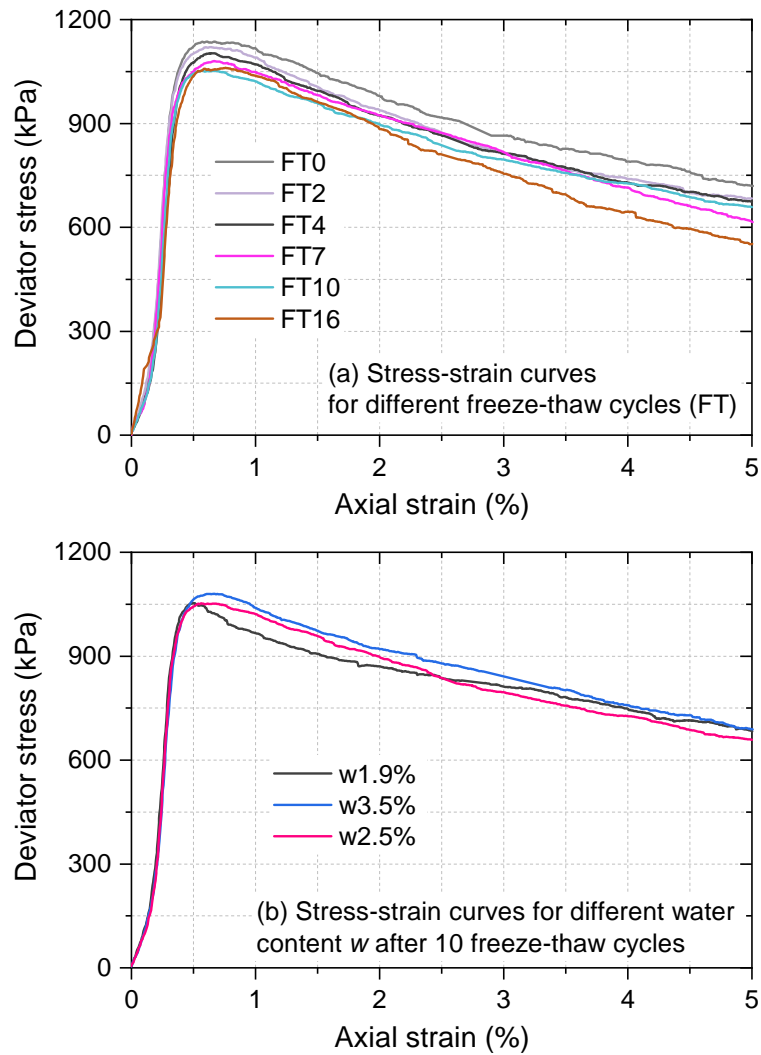 1200
900
600
300
0
Deviator stress (kPa)
FT0
FT2
FT4
FT7
FT10
FT16
(a) Stress-strain curves
for different freeze-thaw cycles (FT)
0 1 2 3 4 5
Axial strain (%)
1200
900
600
300
0
Deviator stress (kPa)
w1.9%
w3.5%
w2.5%
(b) Stress-strain curves for different water
content w after 10 freeze-thaw cycles
0 1 2 3 4 5
Axial strain (%)